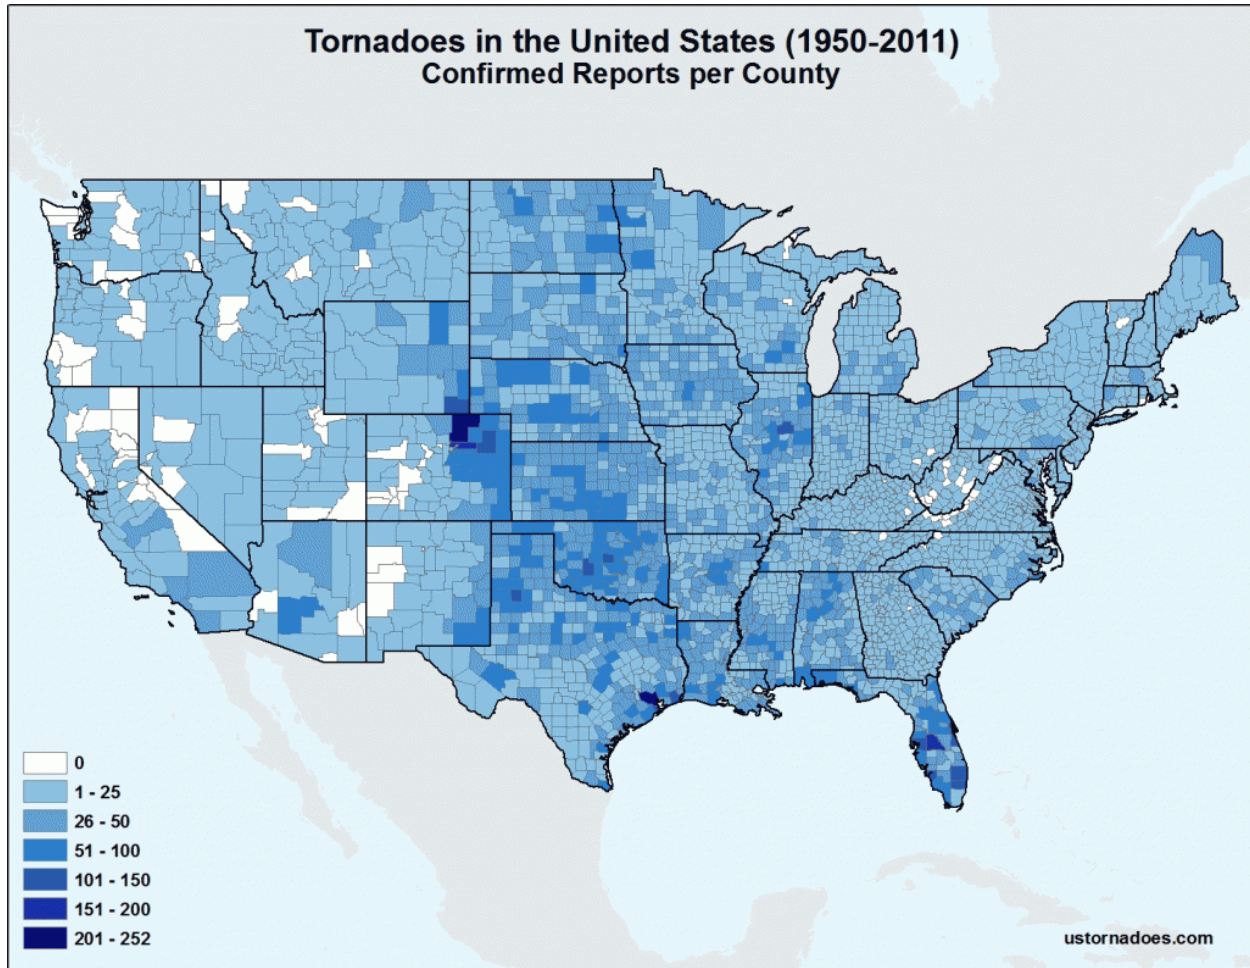 Tornadoes in the United States (1950-2011)
Confirmed Reports per County
0
1 - 25
26 - 50
51 - 100
101 - 150
151 - 200
201 - 252
ustornadoes.com